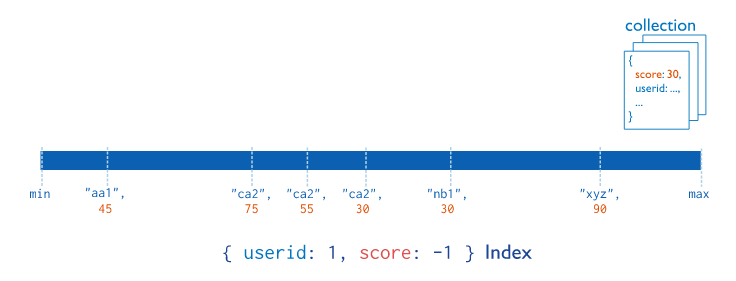 collection
{
score: 30,
userid: ...,
...
}
min
"aa1",
45
"ca2",
75
"ca2",
55
"ca2",
30
"nb1",
30
"xyz",
90
max
{ userid: 1, score: -1 } Index